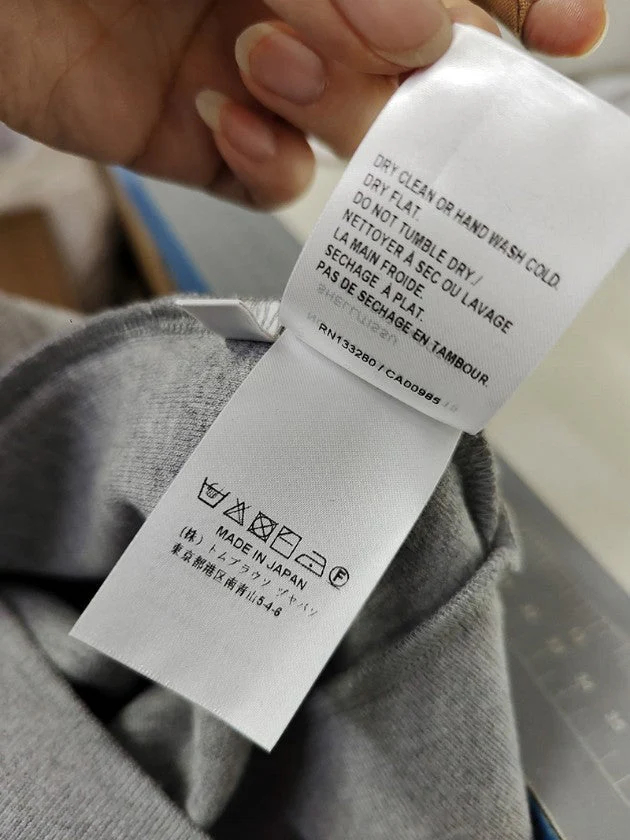 DRY CLEAN OR HAND WASH COLD.
DRY FLAT.
DO NOT TUMBLE DRY./
NETTOYER À SEC OU LAVAGE
LA MAIN FROIDE.
SECHAGE À PLAT.
PAS DE SECHAGE EN TAMBOUR.
RN133280 / CA00985
F
MADE IN JAPAN
(株)トムブラウン ジャパン
東京都港区南青山5-4-6